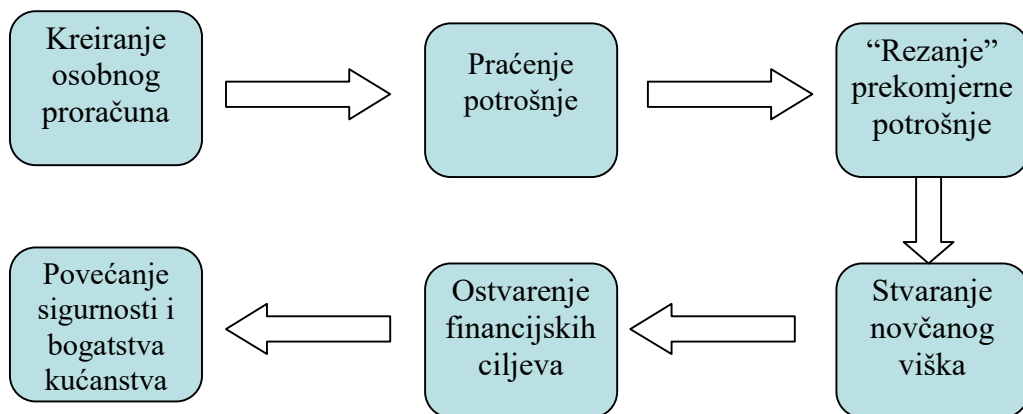 Kreiranje
osobnog
proračuna
Praćenje
potrošnje
“Rezanje”
prekomjerne
potrošnje
Stvaranje
novčanog
viška
Ostvarenje
financijskih
ciljeva
Povećanje
sigurnosti i
bogatstva
kućanstva